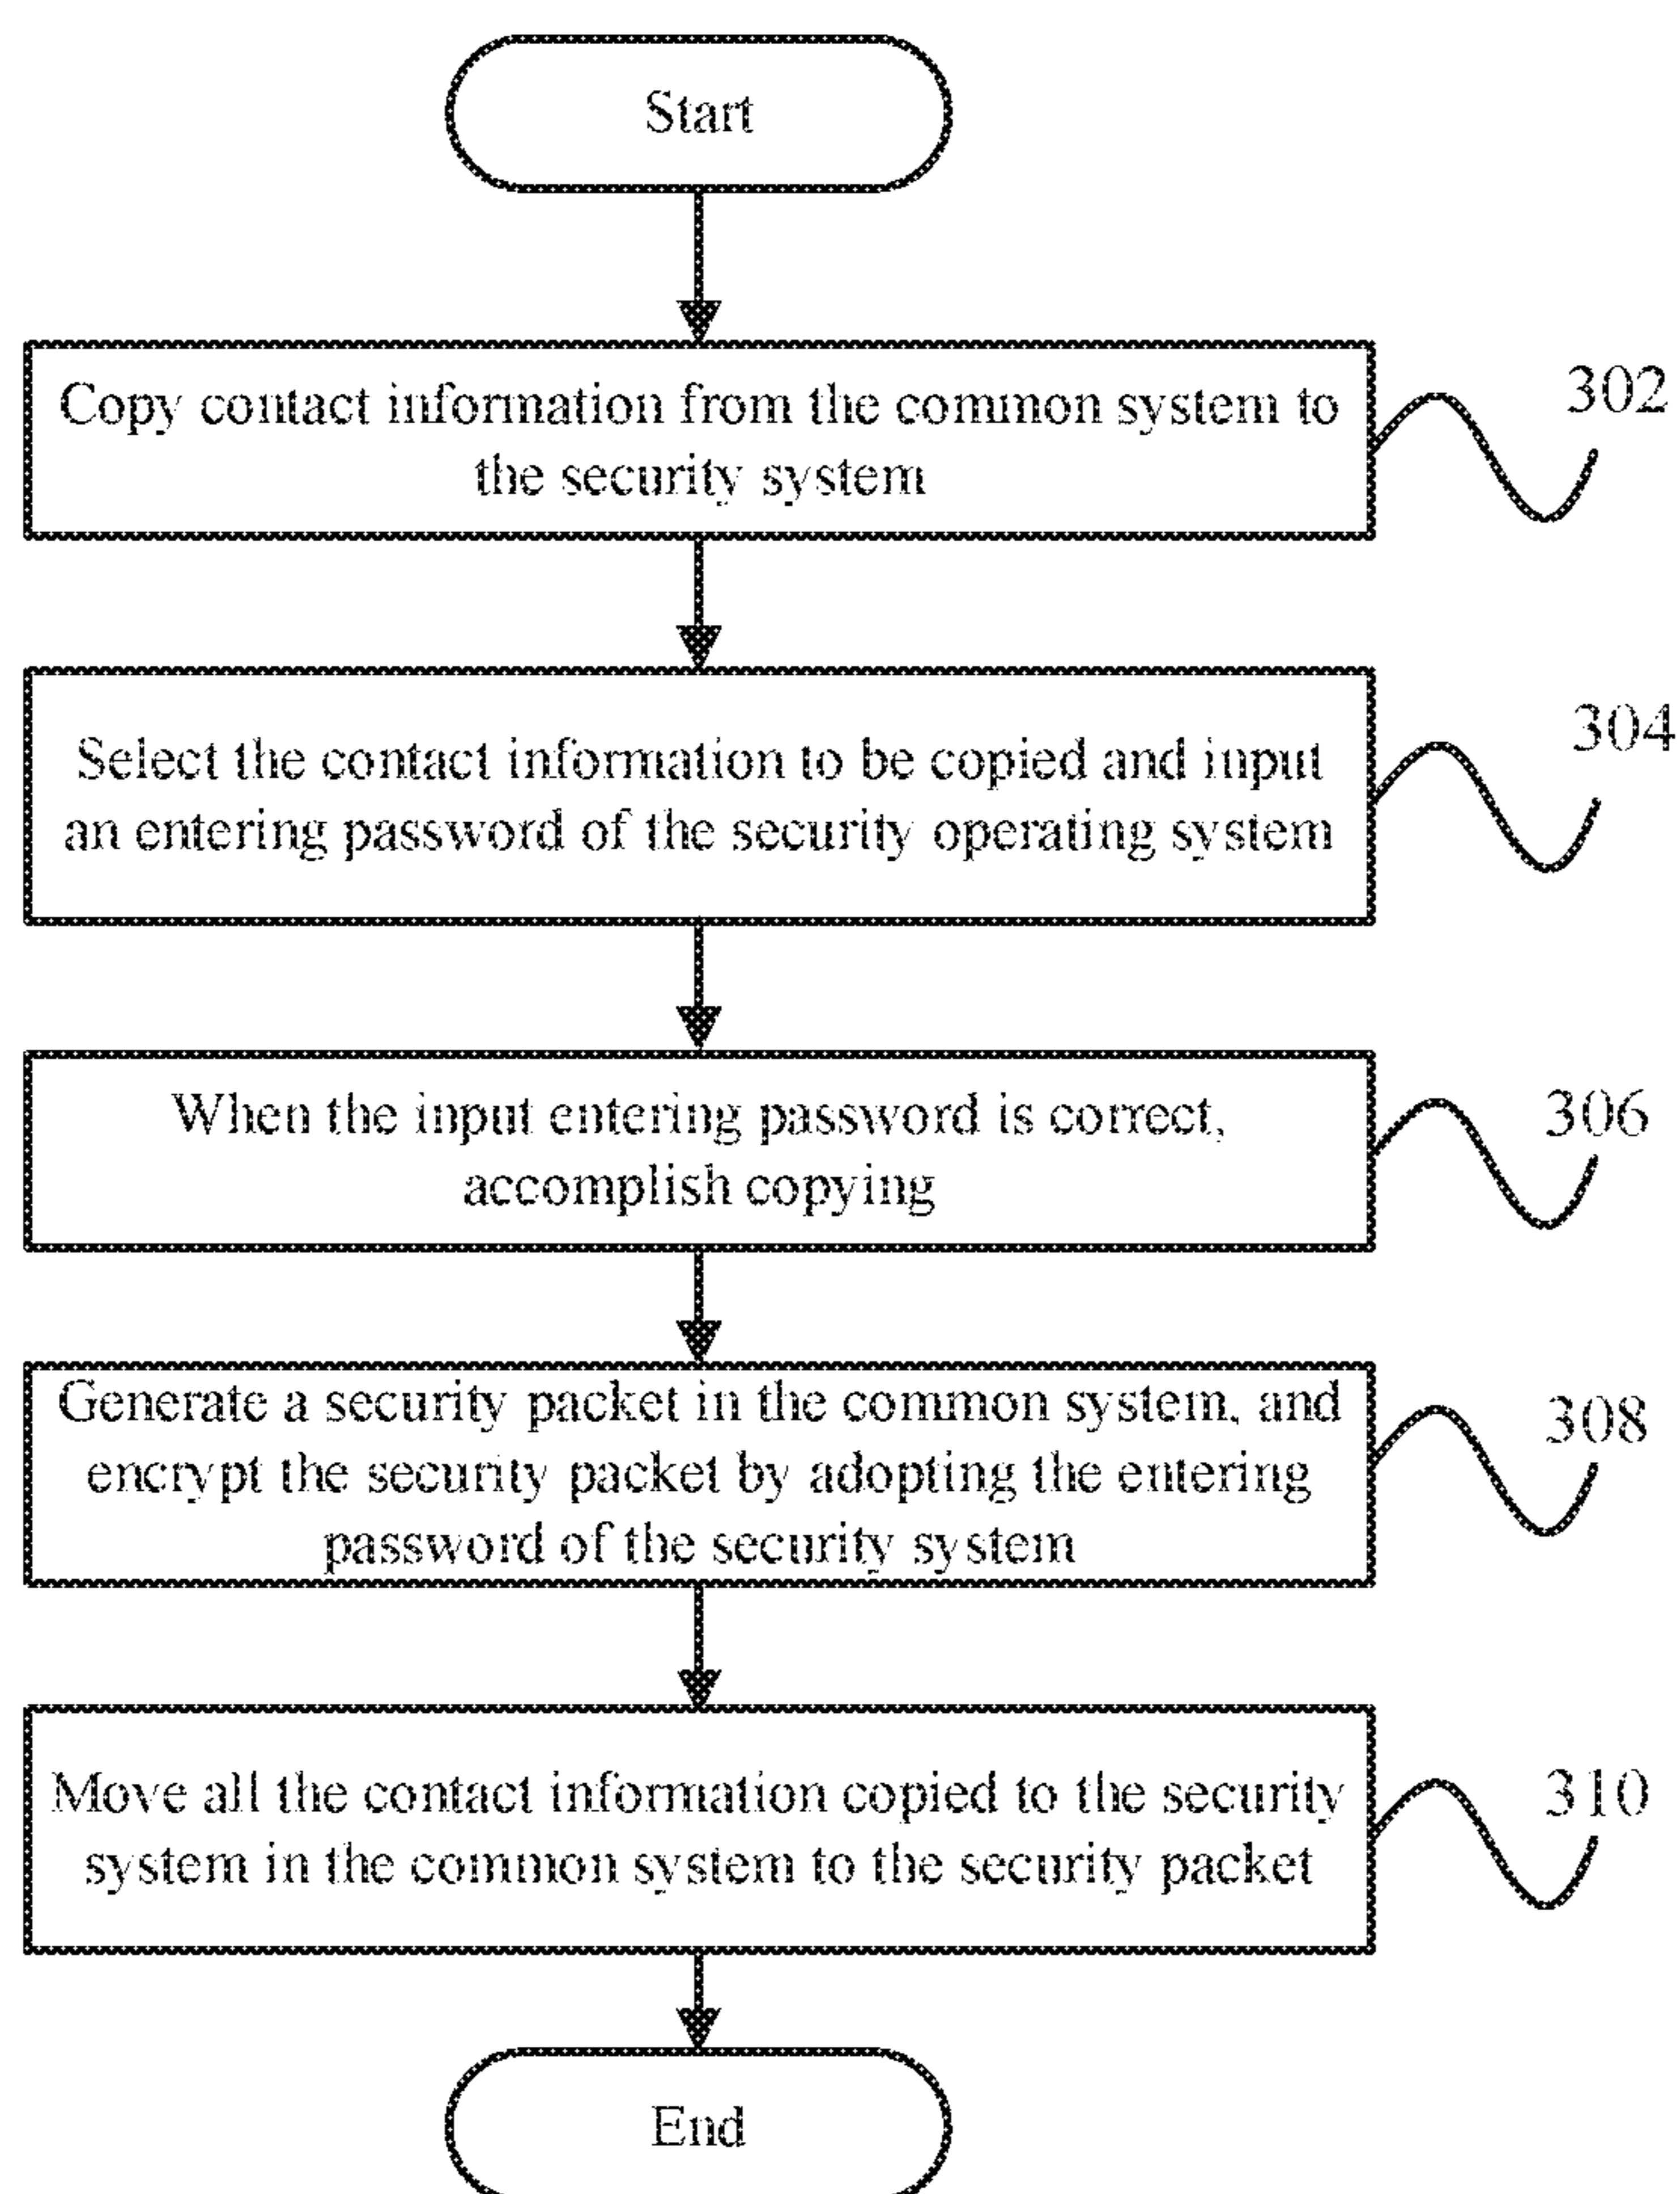 Start
Copy contact information from the common system to
the security system
302
Select the contact information to be copied and input
an entering password of the security operating system
304
When the input entering password is correct,
accomplish copying
306
Generate a security packet in the common system, and
encrypt the security packet by adopting the entering
password of the security system
308
Move all the contact information copied to the security
system in the common system to the security packet
310
End